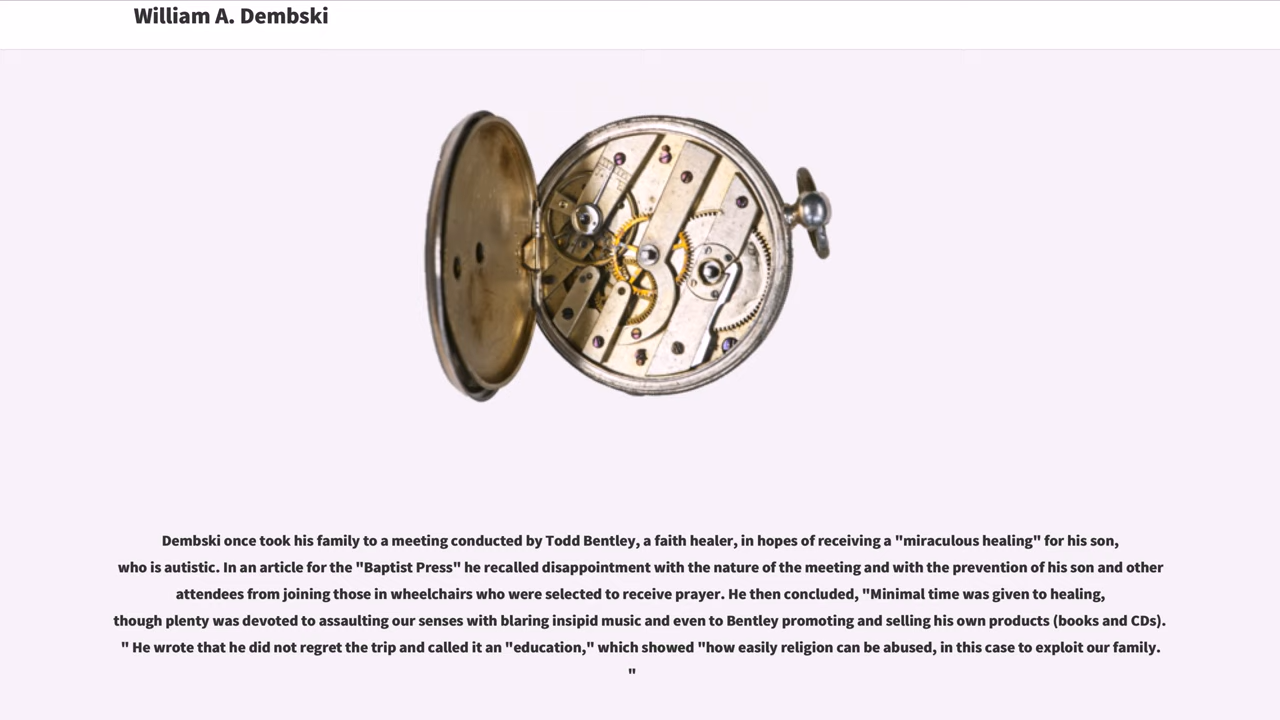 William A. Dembski
Dembski once took his family to a meeting conducted by Todd Bentley, a faith healer, in hopes of receiving a "miraculous healing" for his son,
who is autistic. In an article for the "Baptist Press" he recalled disappointment with the nature of the meeting and with the prevention of his son and other
attendees from joining those in wheelchairs who were selected to receive prayer. He then concluded, "Minimal time was given to healing,
though plenty was devoted to assaulting our senses with blaring insipid music and even to Bentley promoting and selling his own products (books and CDs).
" He wrote that he did not regret the trip and called it an "education," which showed "how easily religion can be abused, in this case to exploit our family.
"